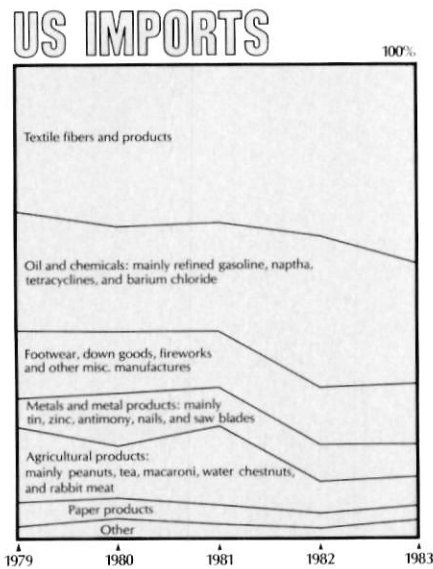 US IMPORTS
100%
Textile fibers and products
Oil and chemicals: mainly refined gasoline, naptha,
tetracyclines, and barium chloride
Footwear, down goods, fireworks
and other misc. manufactures
Metals and metal products: mainly
tin, zinc, antimony, nails, and saw blades
Agricultural products:
mainly peanuts, tea, macaroni, water chestnuts,
and rabbit meat
Paper products
Other
1979 1980 1981 1982 1983